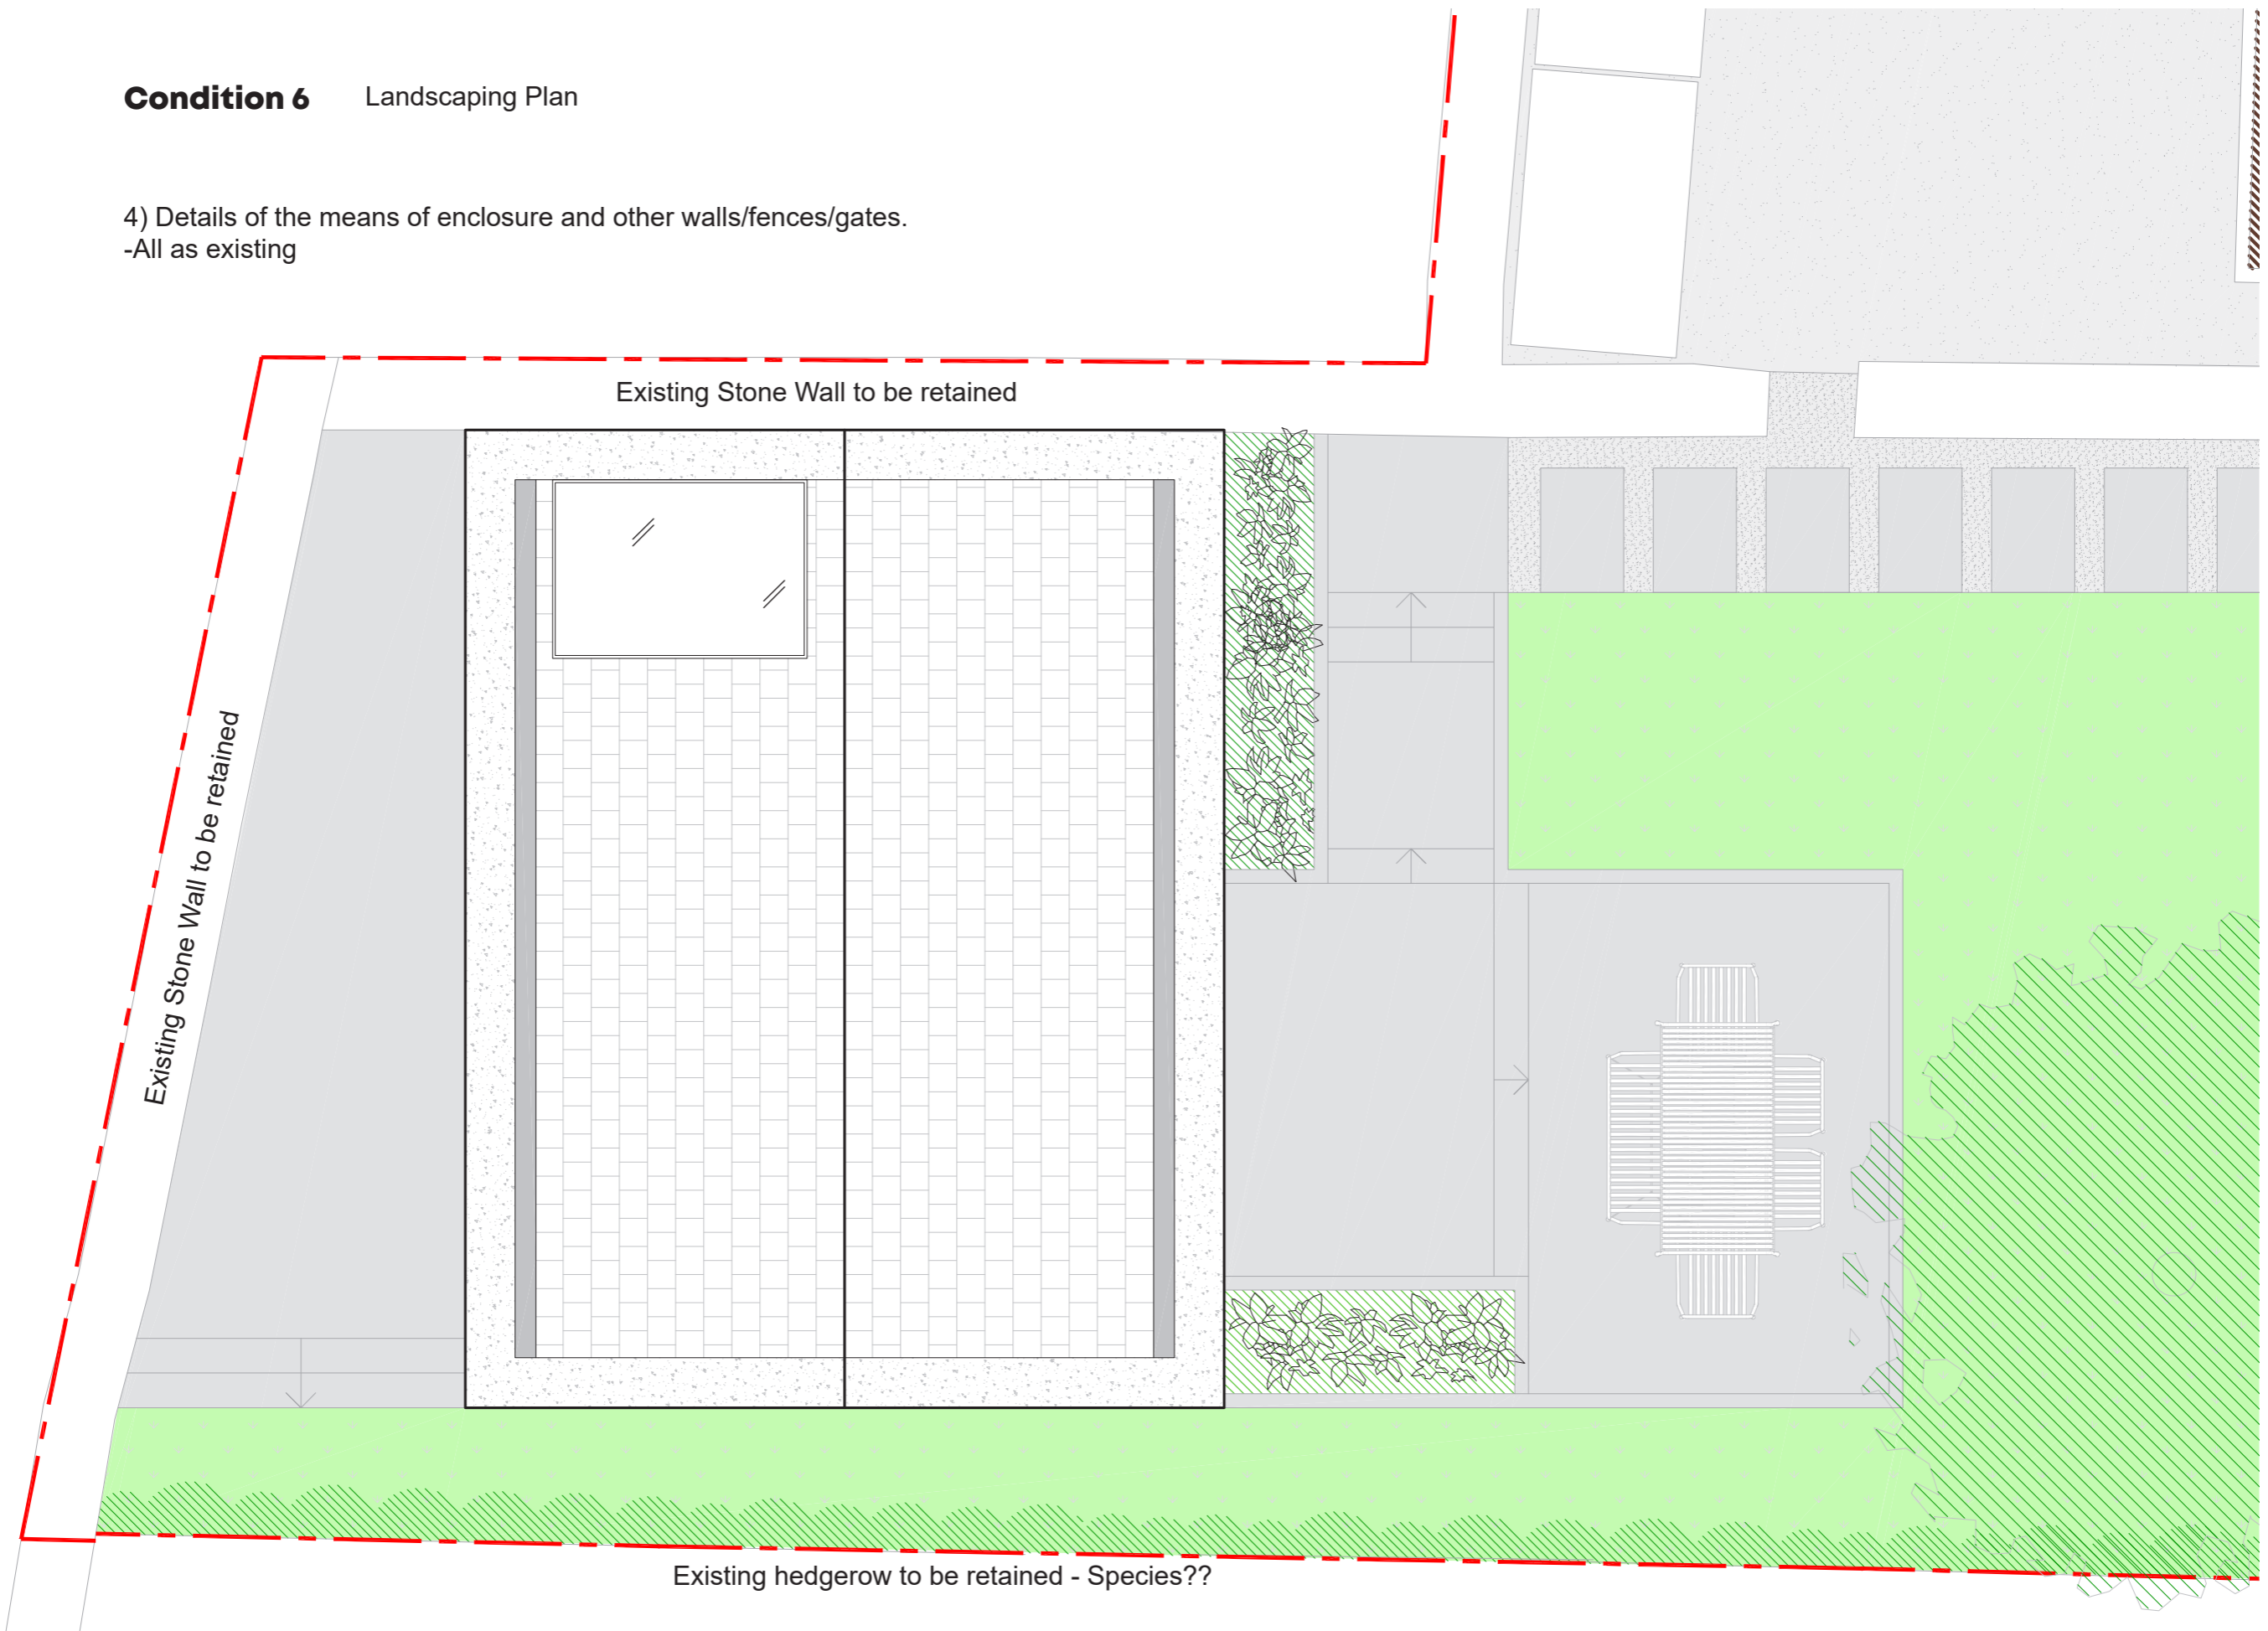 Condition 6 Landscaping Plan
4) Details of the means of enclosure and other walls/fences/gates.
-All as existing
Existing Stone Wall to be retained
Existing Stone Wall to be retained
Existing hedgerow to be retained - Species??